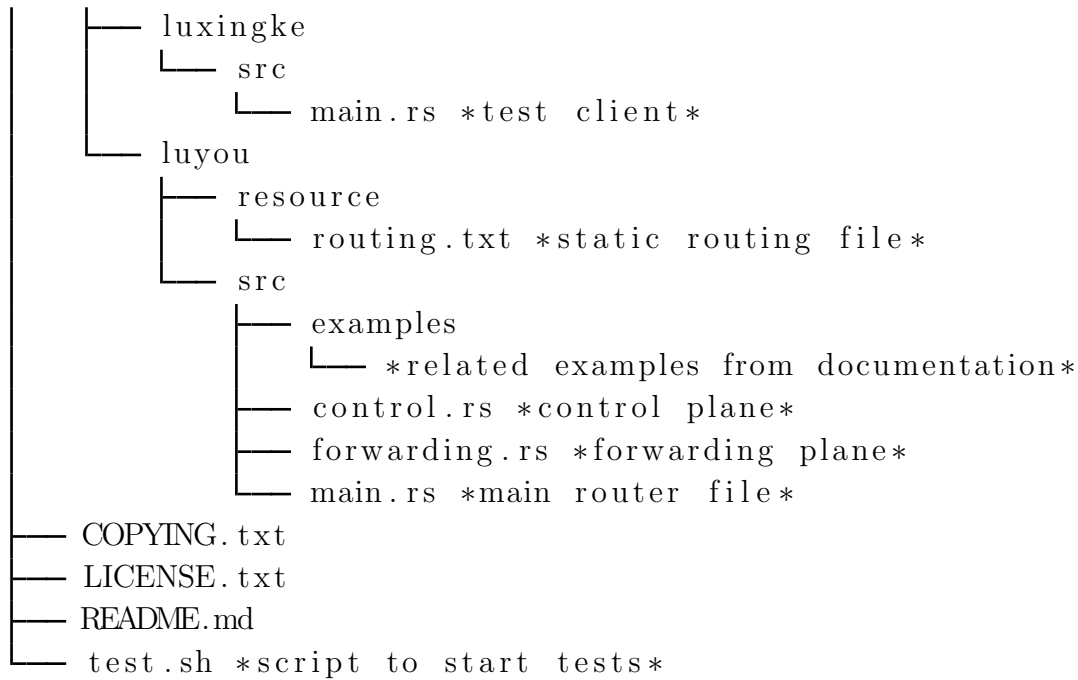 │   ├── luxingke
│   │   └── src
│   │       └── main.rs *test client*
│   └── luyou
│       ├── resource
│       │   └── routing.txt *static routing file*
│       └── src
│           ├── examples
│           │   └── *related examples from documentation*
│           ├── control.rs *control plane*
│           ├── forwarding.rs *forwarding plane*
│           └── main.rs *main router file*
├── COPYING.txt
├── LICENSE.txt
├── README.md
└── test.sh *script to start tests*